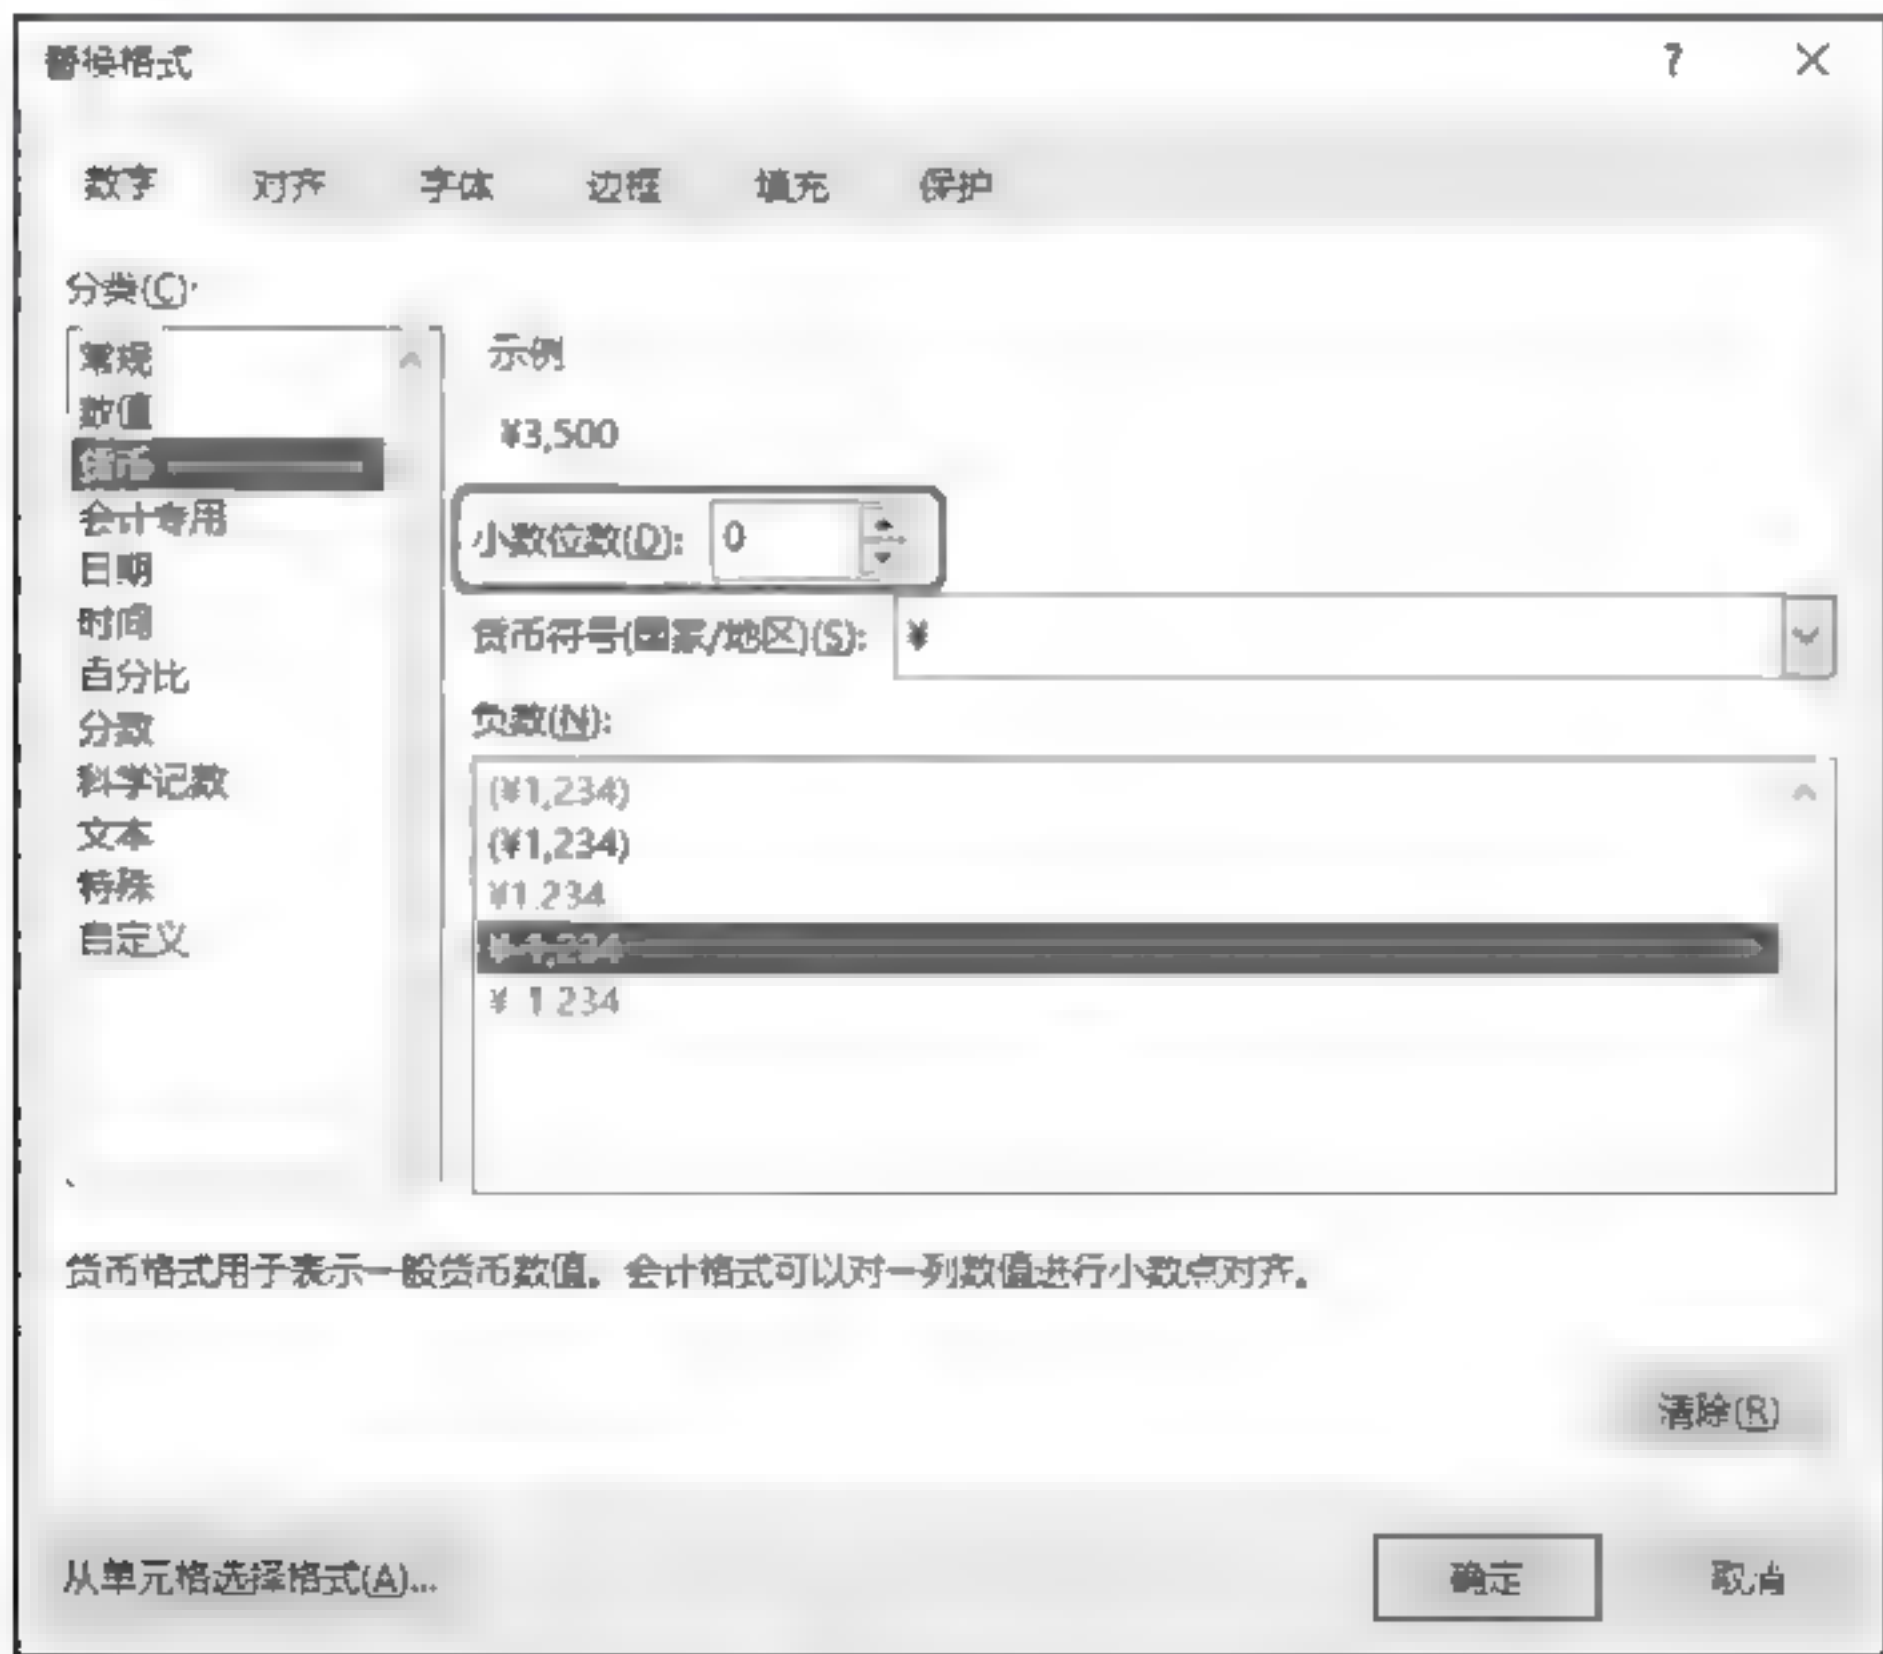 替换格式
数字 对齐 字体 边框 填充 保护
分类(C):
常规
数值
货币
会计专用
日期
时间
百分比
分数
科学记数
文本
特殊
自定义
示例
¥3,500
小数位数(D): 0
货币符号(国家/地区)(S): ¥
负数(N):
(¥1,234)
(¥1,234)
¥1,234
¥-1,234
¥-1,234
货币格式用于表示一般货币数值。会计格式可以对一列数值进行小数点对齐。
清除(R)
从单元格选择格式(A)...
确定 取消